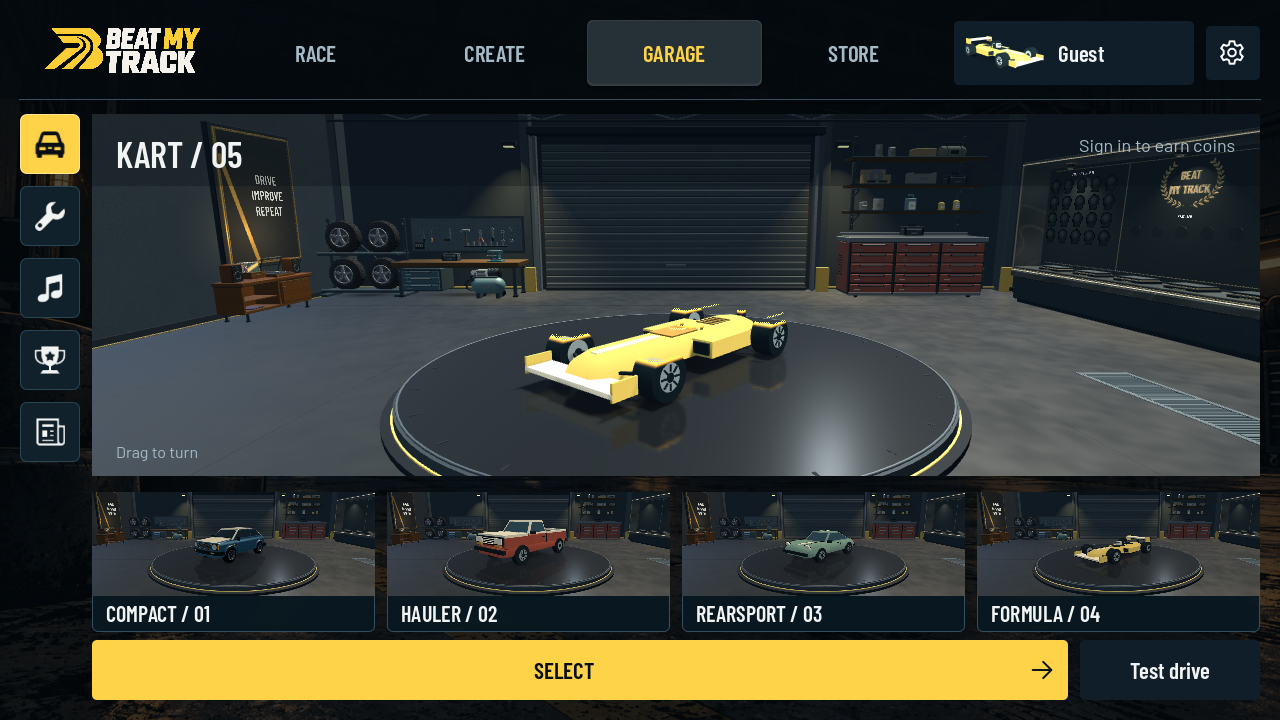 BEAT MY
TRACK
RACE
CREATE
GARAGE
STORE
Guest
KART / 05
Sign in to earn coins
DRIVE
IMPROVE
REPEAT
BEAT
MY TRACK
Drag to turn
COMPACT / 01
HAULER / 02
REARSPORT / 03
FORMULA / 04
SELECT
Test drive